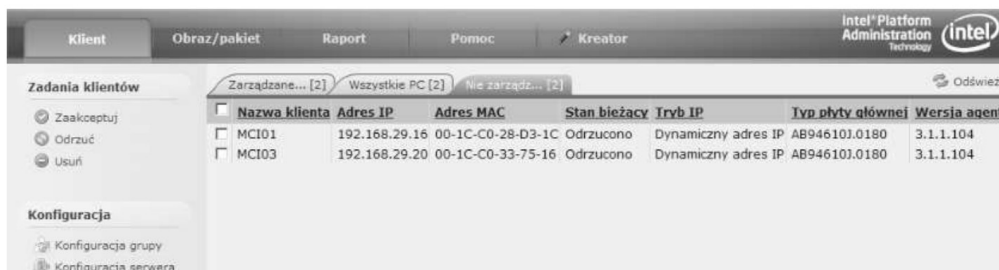 Klient Obraz/pakiet Raport Pomoc Kreator
Intel® Platform
Administration
Technology
intel
Zadania klientów
Zaakceptuj
Odrzuć
Usuń
Konfiguracja
Konfiguracja grupy
Konfiguracja serwera
Zarządzane... [2] Wszystkie PC [2] Nie zarządz... [2]
Odśwież
Nazwa klienta Adres IP Adres MAC Stan bieżący Tryb IP Typ płyty głównej Wersja agen
MCI01 192.168.29.16 00-1C-C0-28-D3-1C Odrzucono Dynamiczny adres IP AB94610J.0180 3.1.1.104
MCI03 192.168.29.20 00-1C-C0-33-75-16 Odrzucono Dynamiczny adres IP AB94610J.0180 3.1.1.104